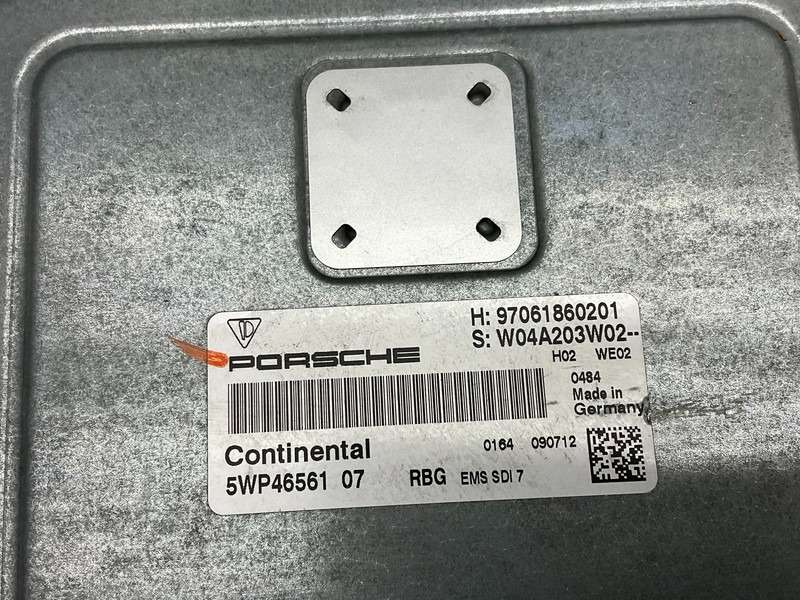 H: 97061860201
S: W04A203W02--
PORSCHE
H02 WE02
0484
Made in
Germany
Continental
0164 090712
5WP46561 07 RBG EMS SDI 7